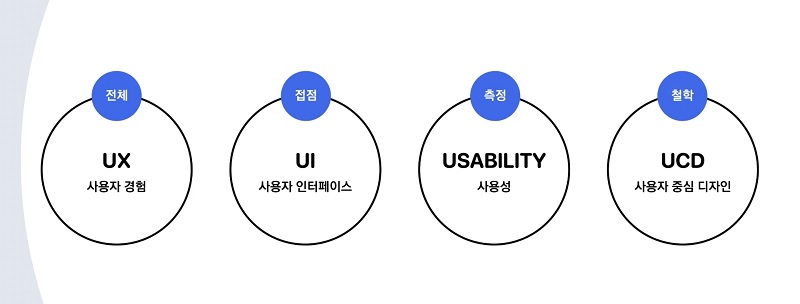 전체
UX
사용자 경험
접점
UI
사용자 인터페이스
측정
USABILITY
사용성
철학
UCD
사용자 중심 디자인